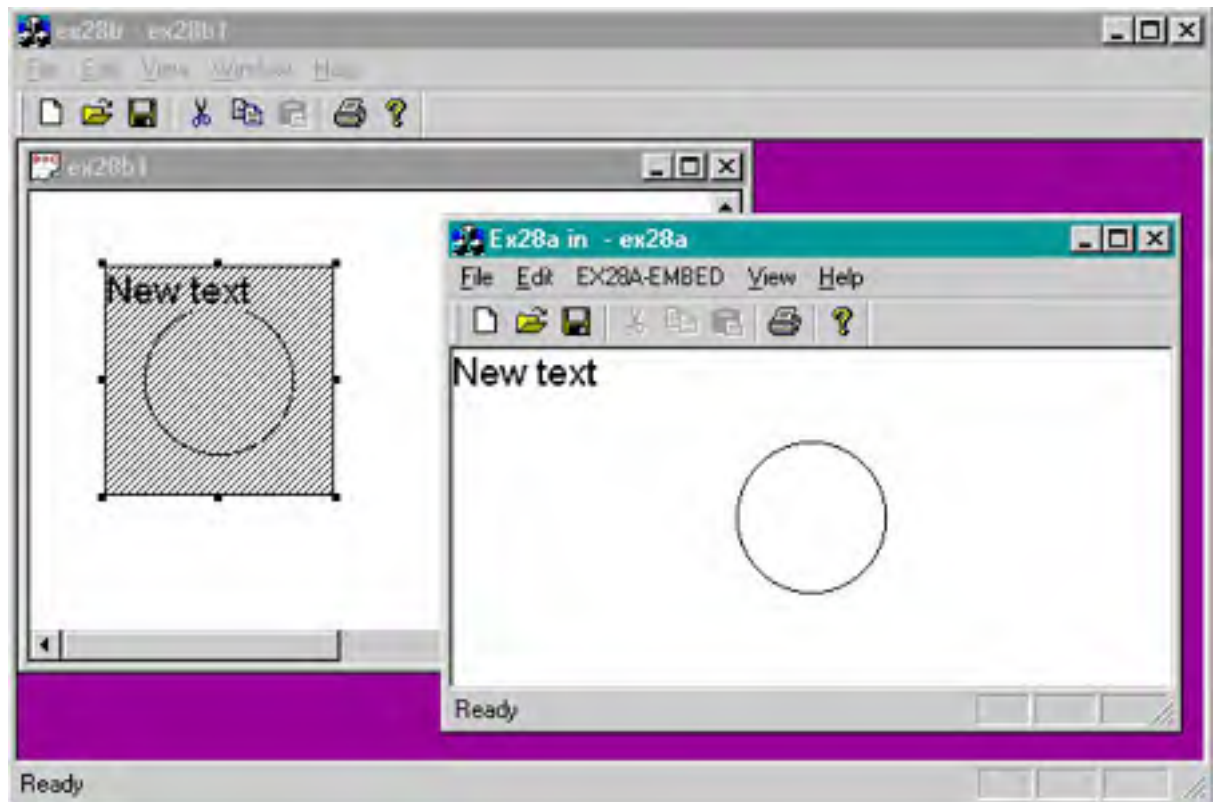 ex28b - ex28b1
File Edit View Window Help
ex28b1
New text
Ex28a in - ex28a
File Edit EX28A-EMBED View Help
New text
Ready
Ready